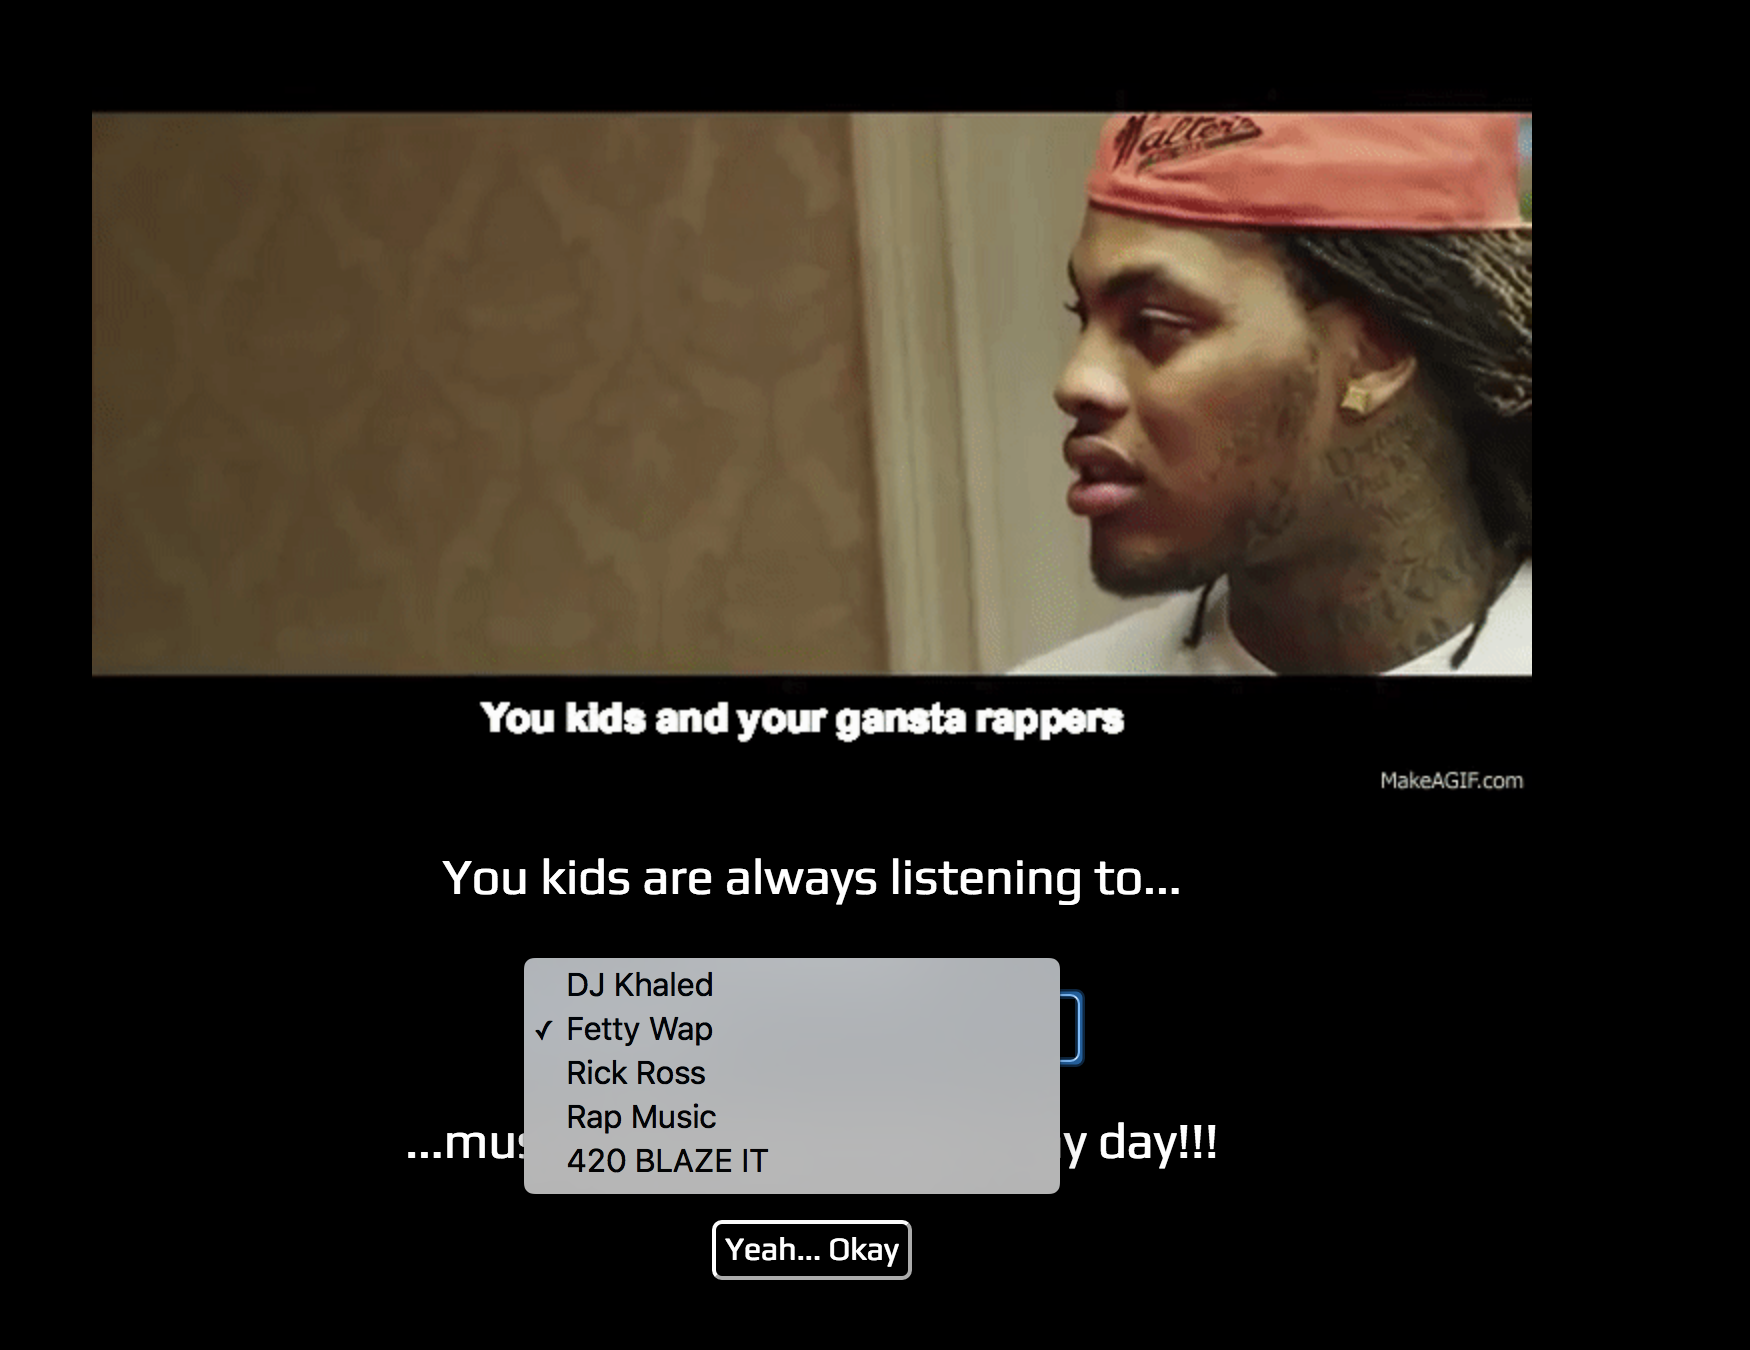 Walter's
You kids and your gansta rappers
MakeAGIF.com
You kids are always listening to...
DJ Khaled
✓ Fetty Wap
Rick Ross
Rap Music
420 BLAZE IT
...mus y day!!!
Yeah... Okay